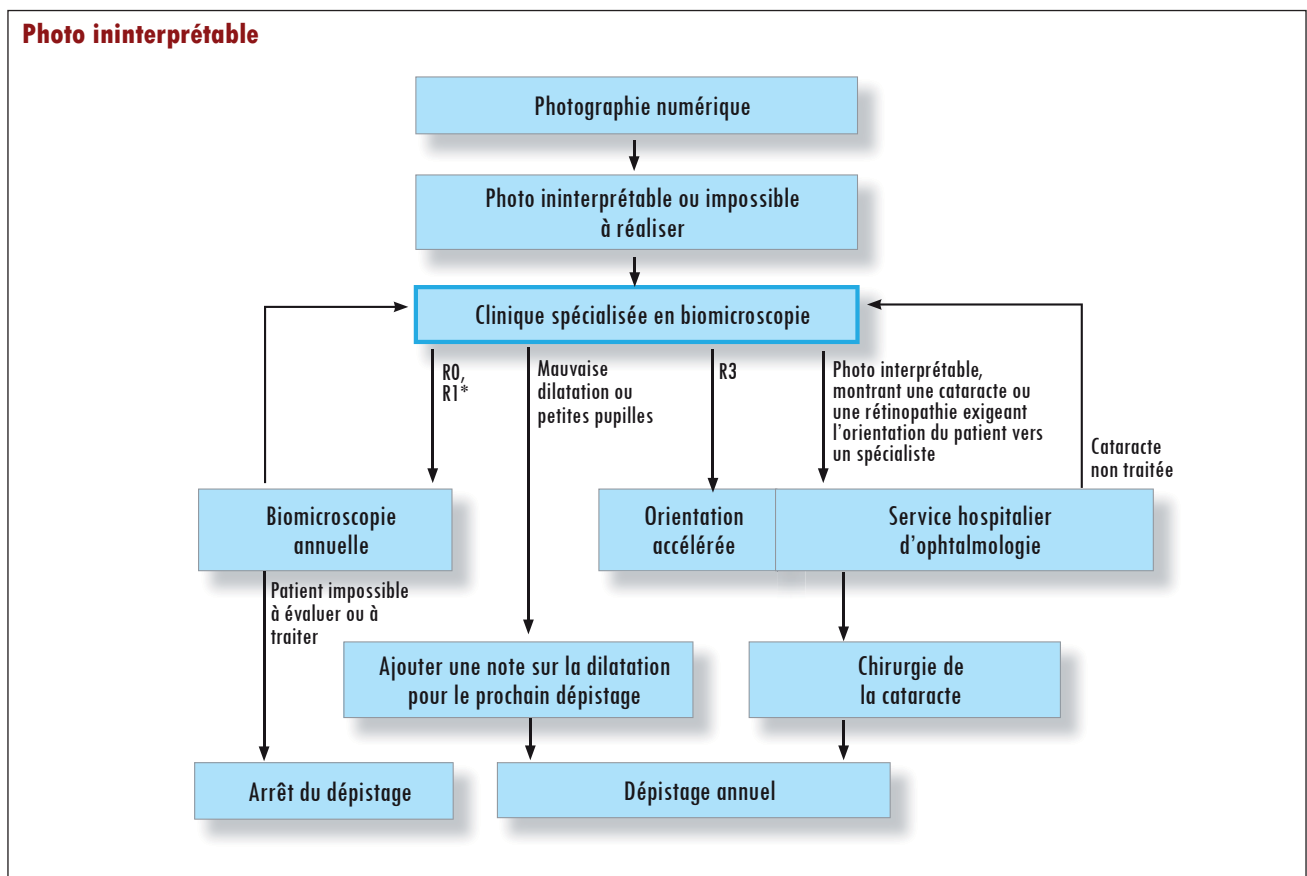 Photo ininterprétable
Photographie numérique
Photo ininterprétable ou impossible
à réaliser
Clinique spécialisée en biomicroscopie
R0,
R1*
Mauvaise
dilatation ou
petites pupilles
R3
Photo interprétable,
montrant une cataracte ou
une rétinopathie exigeant
l’orientation du patient vers
un spécialiste
Cataracte
non traitée
Biomicroscopie
annuelle
Orientation
accélérée
Service hospitalier
d’ophtalmologie
Patient impossible
à évaluer ou à
traiter
Ajouter une note sur la dilatation
pour le prochain dépistage
Chirurgie de
la cataracte
Arrêt du dépistage
Dépistage annuel